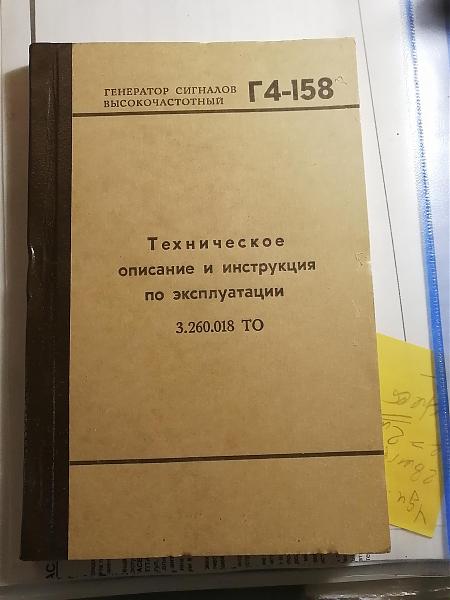 ГЕНЕРАТОР СИГНАЛОВ
ВЫСОКОЧАСТОТНЫЙ
Г4-158
Техническое
описание и инструкция
по эксплуатации
3.260.018 ТО